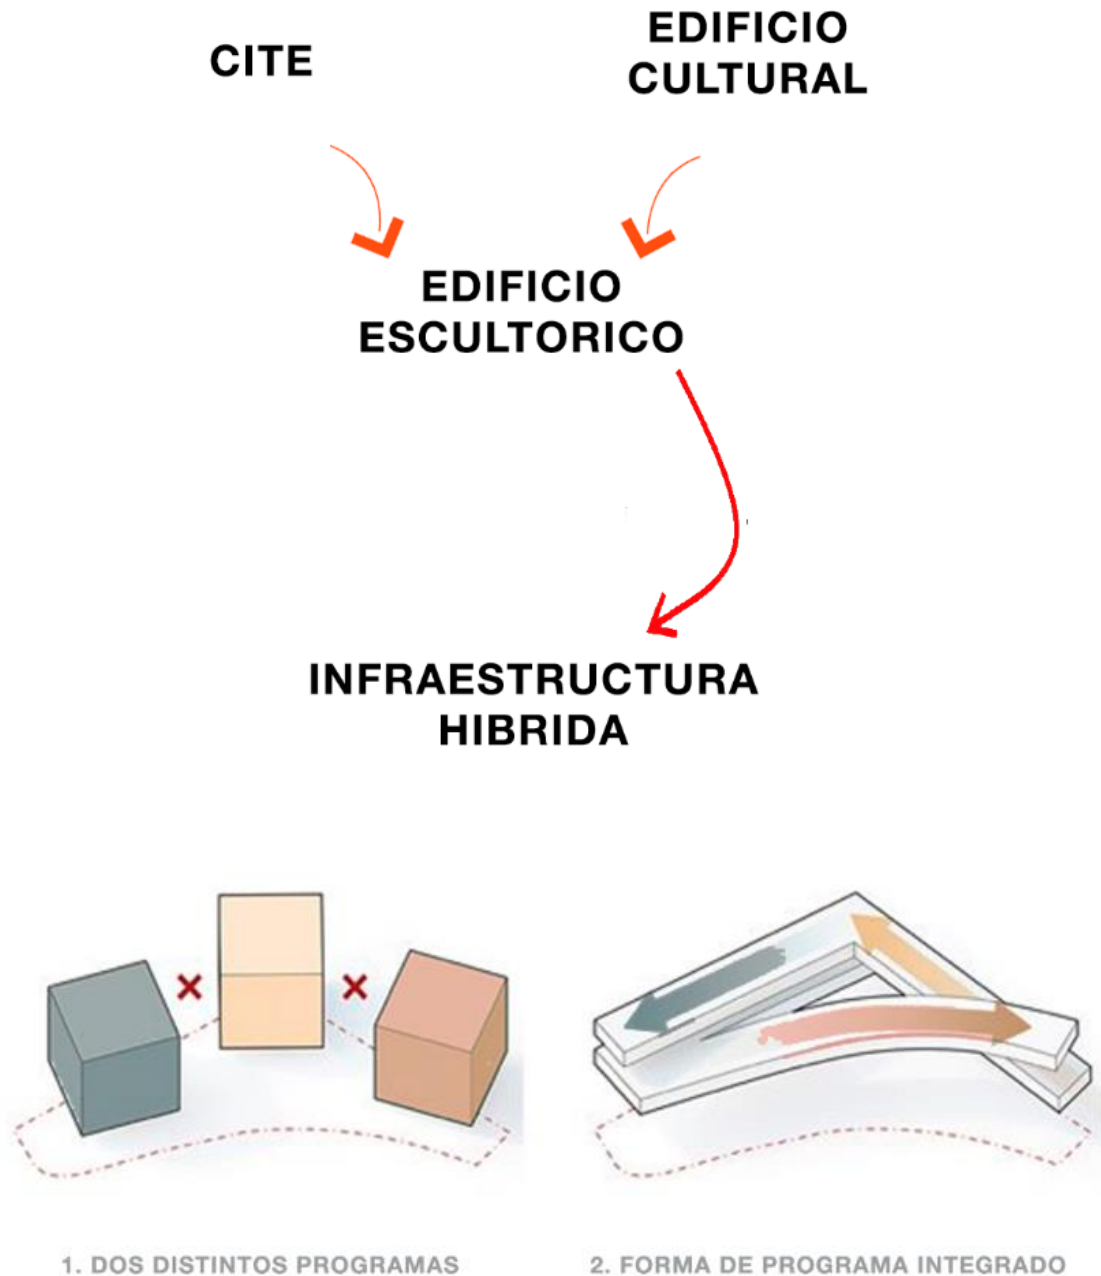 CITE
EDIFICIO
CULTURAL
EDIFICIO
ESCULTORICO
INFRAESTRUCTURA
HIBRIDA
1. DOS DISTINTOS PROGRAMAS
2. FORMA DE PROGRAMA INTEGRADO